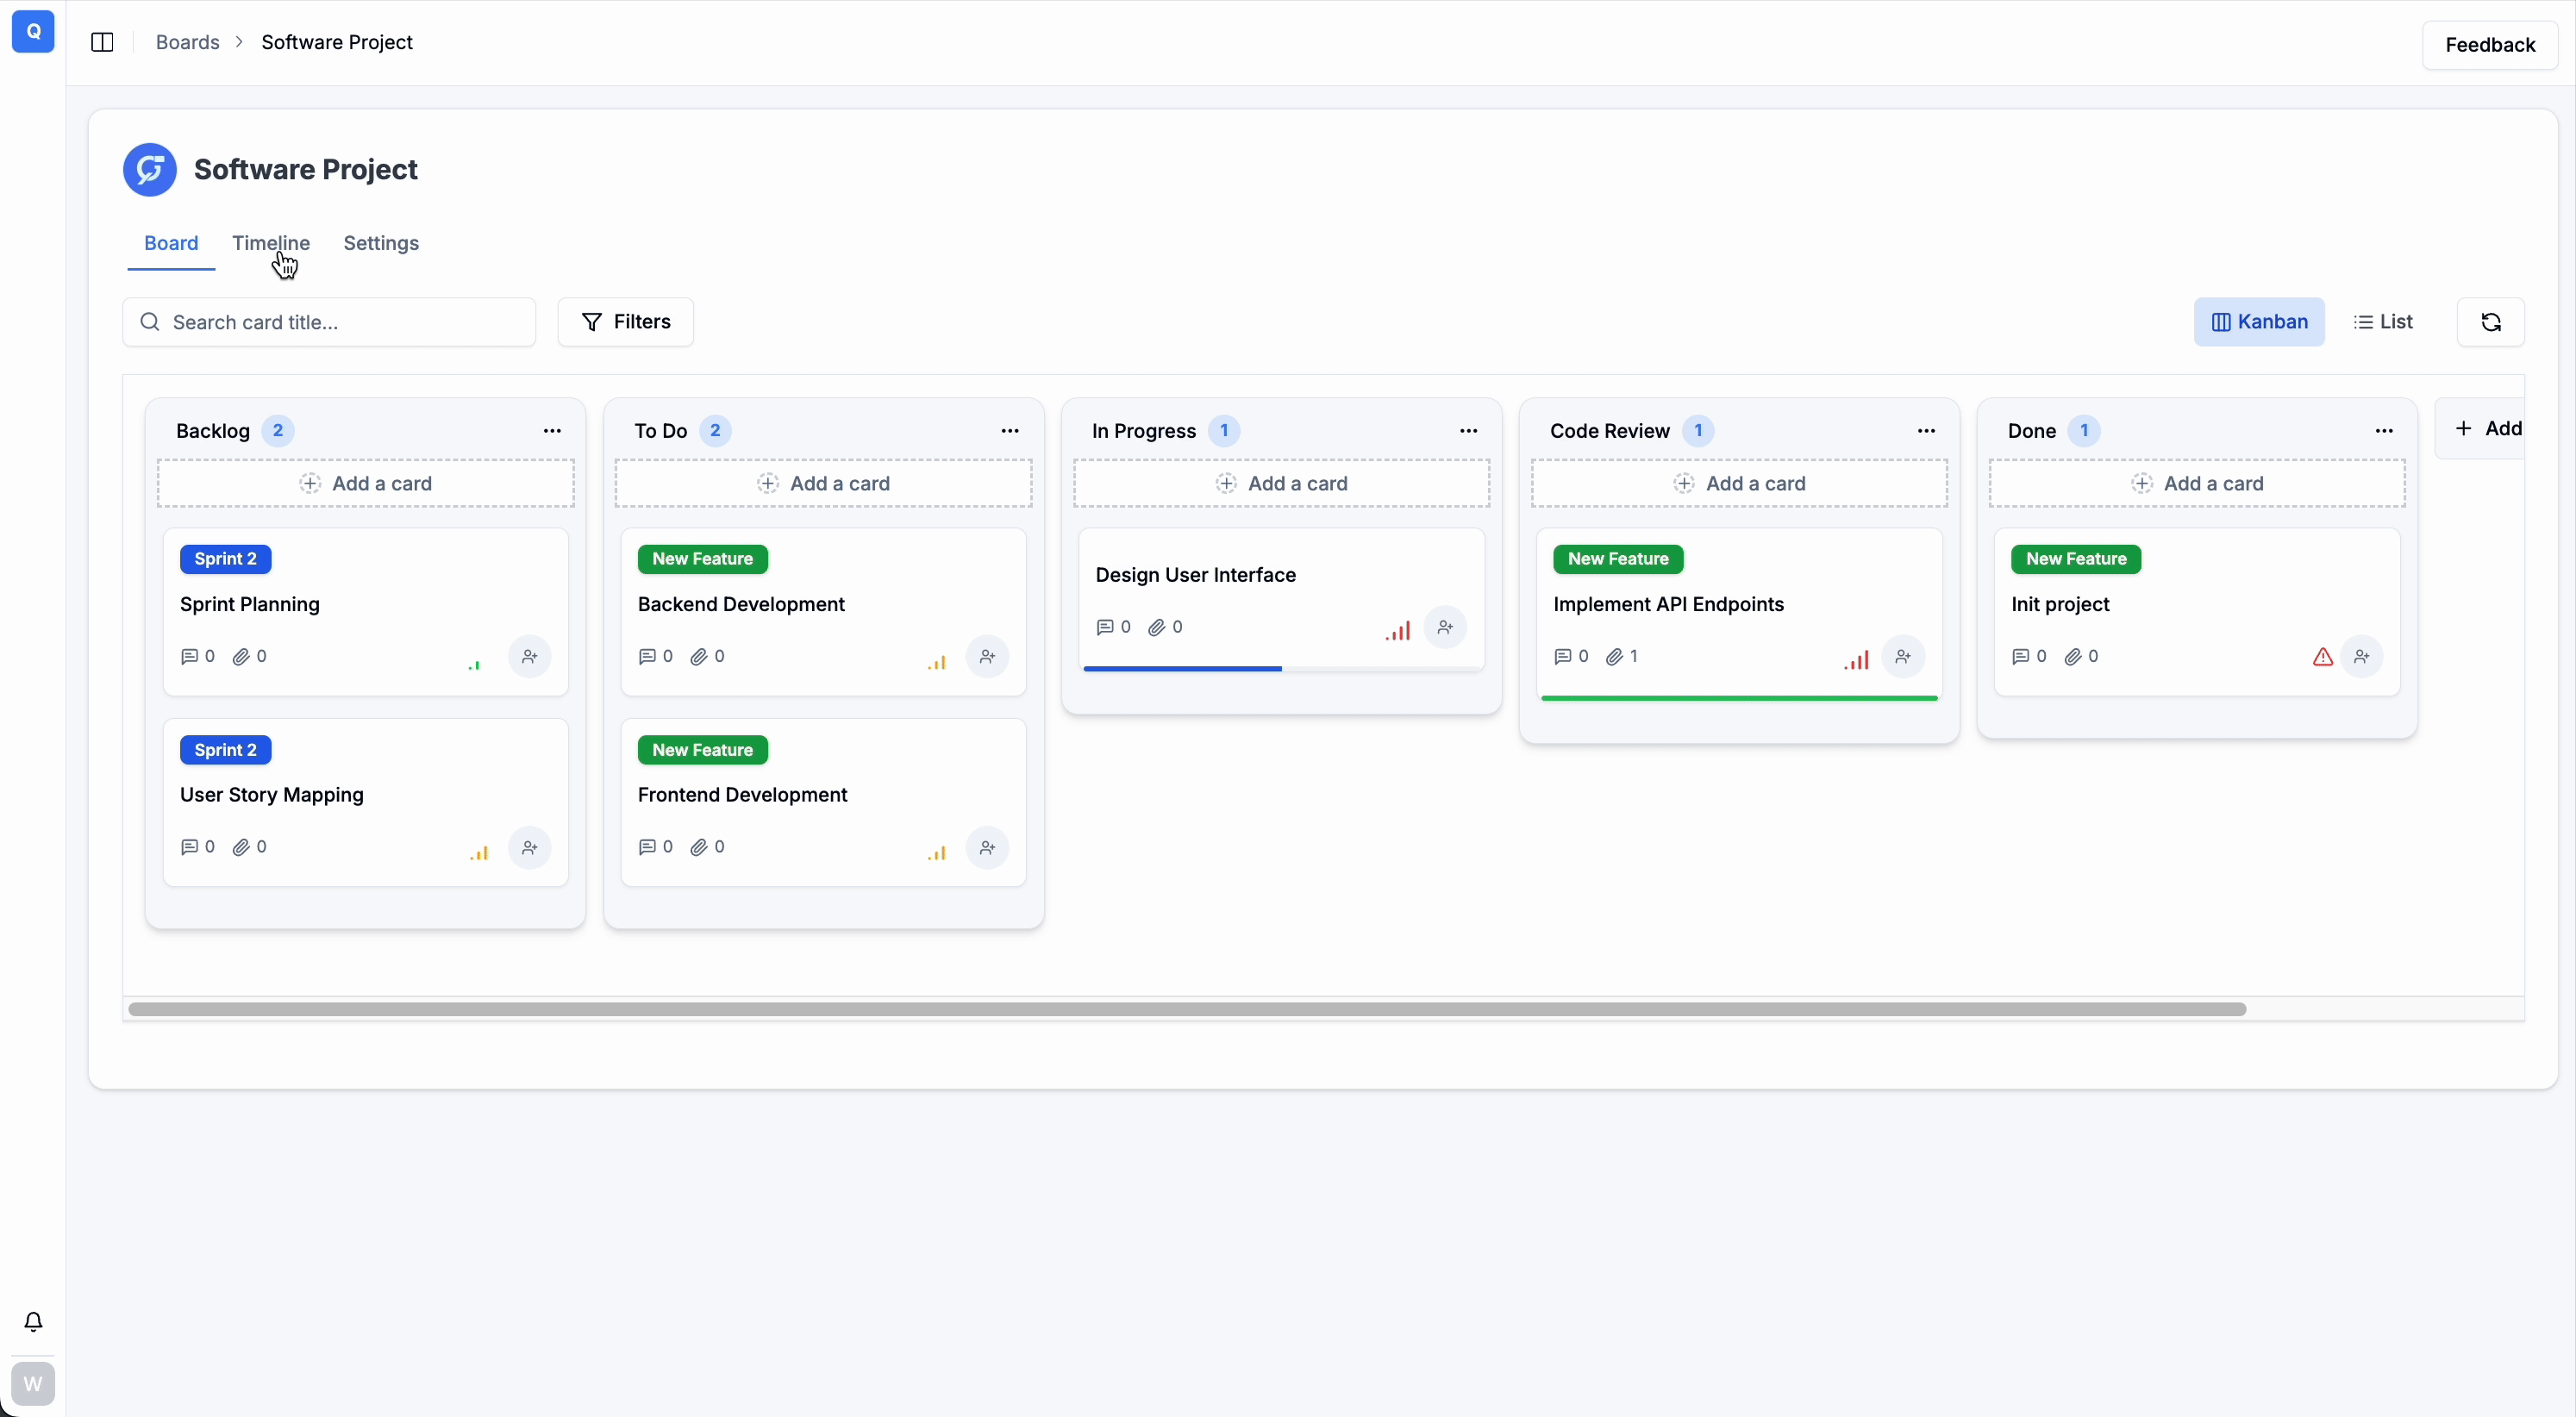 Q
Boards > Software Project
Feedback
Software Project
Board Timeline Settings
Search card title...
Filters
Kanban
List
Backlog 2
Add a card
Sprint 2
Sprint Planning
0 0
Sprint 2
User Story Mapping
0 0
To Do 2
Add a card
New Feature
Backend Development
0 0
New Feature
Frontend Development
0 0
In Progress 1
Add a card
Design User Interface
0 0
Code Review 1
Add a card
New Feature
Implement API Endpoints
0 1
Done 1
Add a card
New Feature
Init project
0 0
+ Add
W